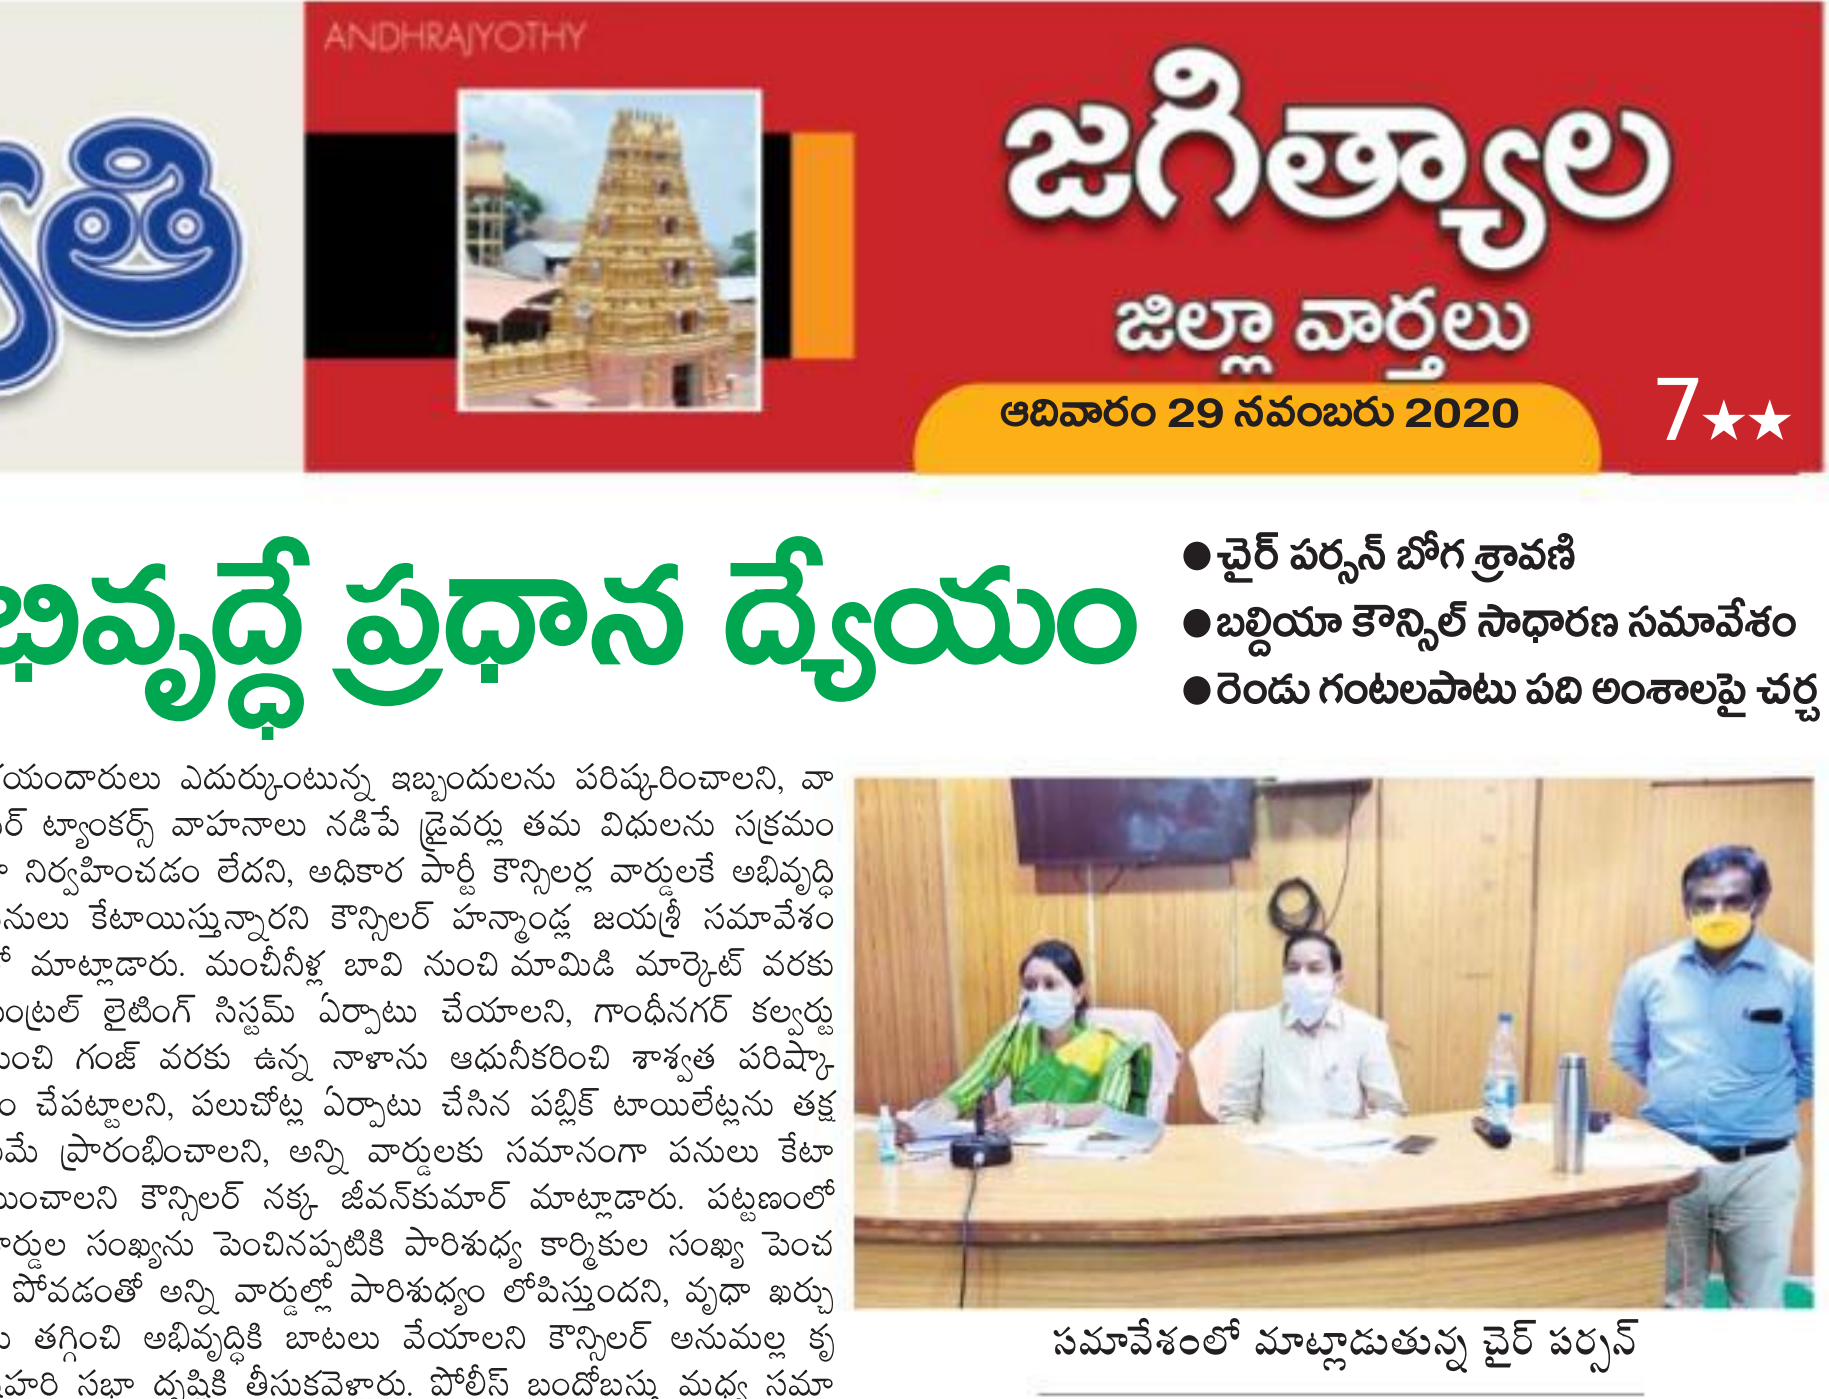 ANDHRAJYOTHY
జగిత్యాల
జిల్లా వార్తలు
ఆదివారం 29 నవంబరు 2020
7★★
ప్రధాన ద్యేయం
●చైర్ పర్సన్ బోగ శ్రావణి
●బల్దియా కౌన్సిల్ సాధారణ సమావేశం
●రెండు గంటలపాటు పది అంశాలపై చర్చ
ఎదుర్కుంటున్న ఇబ్బందులను పరిష్కరించాలని, వా
ట్యాంకర్స్ వాహనాలు నడిపే డ్రైవర్లు తమ విధులను సక్రమం
నిర్వహించడం లేదని, అధికార పార్టీ కౌన్సిలర్ల వార్డులకే అభివృద్ధి
కేటాయిస్తున్నారని కౌన్సిలర్ హన్మాండ్ల జయశ్రీ సమావేశం
మాట్లాడారు. మంచినీళ్ల బావి నుంచి మామిడి మార్కెట్ వరకు
లైటింగ్ సిస్టమ్ ఏర్పాటు చేయాలని, గాంధీనగర్ కల్వర్టు
గంజ్ వరకు ఉన్న నాళాను ఆధునీకరించి శాశ్వత పరిష్కా
చేపట్టాలని, పలుచోట్ల ఏర్పాటు చేసిన పబ్లిక్ టాయిలేట్లను తక్ష
ప్రారంభించాలని, అన్ని వార్డులకు సమానంగా పనులు కేటా
కౌన్సిలర్ నక్క జీవన్‌కుమార్ మాట్లాడారు. పట్టణంలో
సంఖ్యను పెంచినప్పటికి పారిశుధ్య కార్మికుల సంఖ్య పెంచ
పోవడంతో అన్ని వార్డుల్లో పారిశుధ్యం లోపిస్తుందని, వృధా ఖర్చు
తగ్గించి అభివృద్ధికి బాటలు వేయాలని కౌన్సిలర్ అనుమల్ల కృ
సభా దృష్టికి తీసుకవెళారు. పోలీస్ బందోబస్తు మధ్య సమా
సమావేశంలో మాట్లాడుతున్న చైర్ పర్సన్